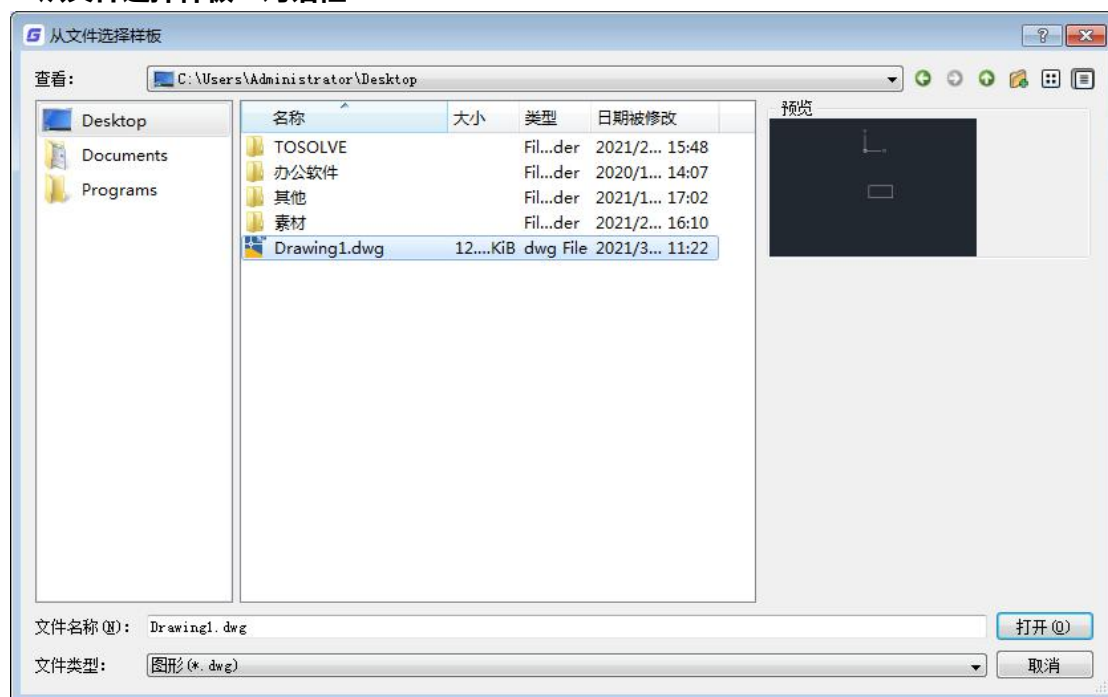 从文件选择样板
查看: C:\Users\Administrator\Desktop
Desktop
Documents
Programs
名称 大小 类型 日期被修改
TOSOLVE Fil...der 2021/2... 15:48
办公软件 Fil...der 2020/1... 14:07
其他 Fil...der 2021/1... 17:02
素材 Fil...der 2021/2... 16:10
Drawing1.dwg 12....KiB dwg File 2021/3... 11:22
预览
文件名称(N): Drawing1.dwg 打开(O)
文件类型: 图形(*.dwg) 取消